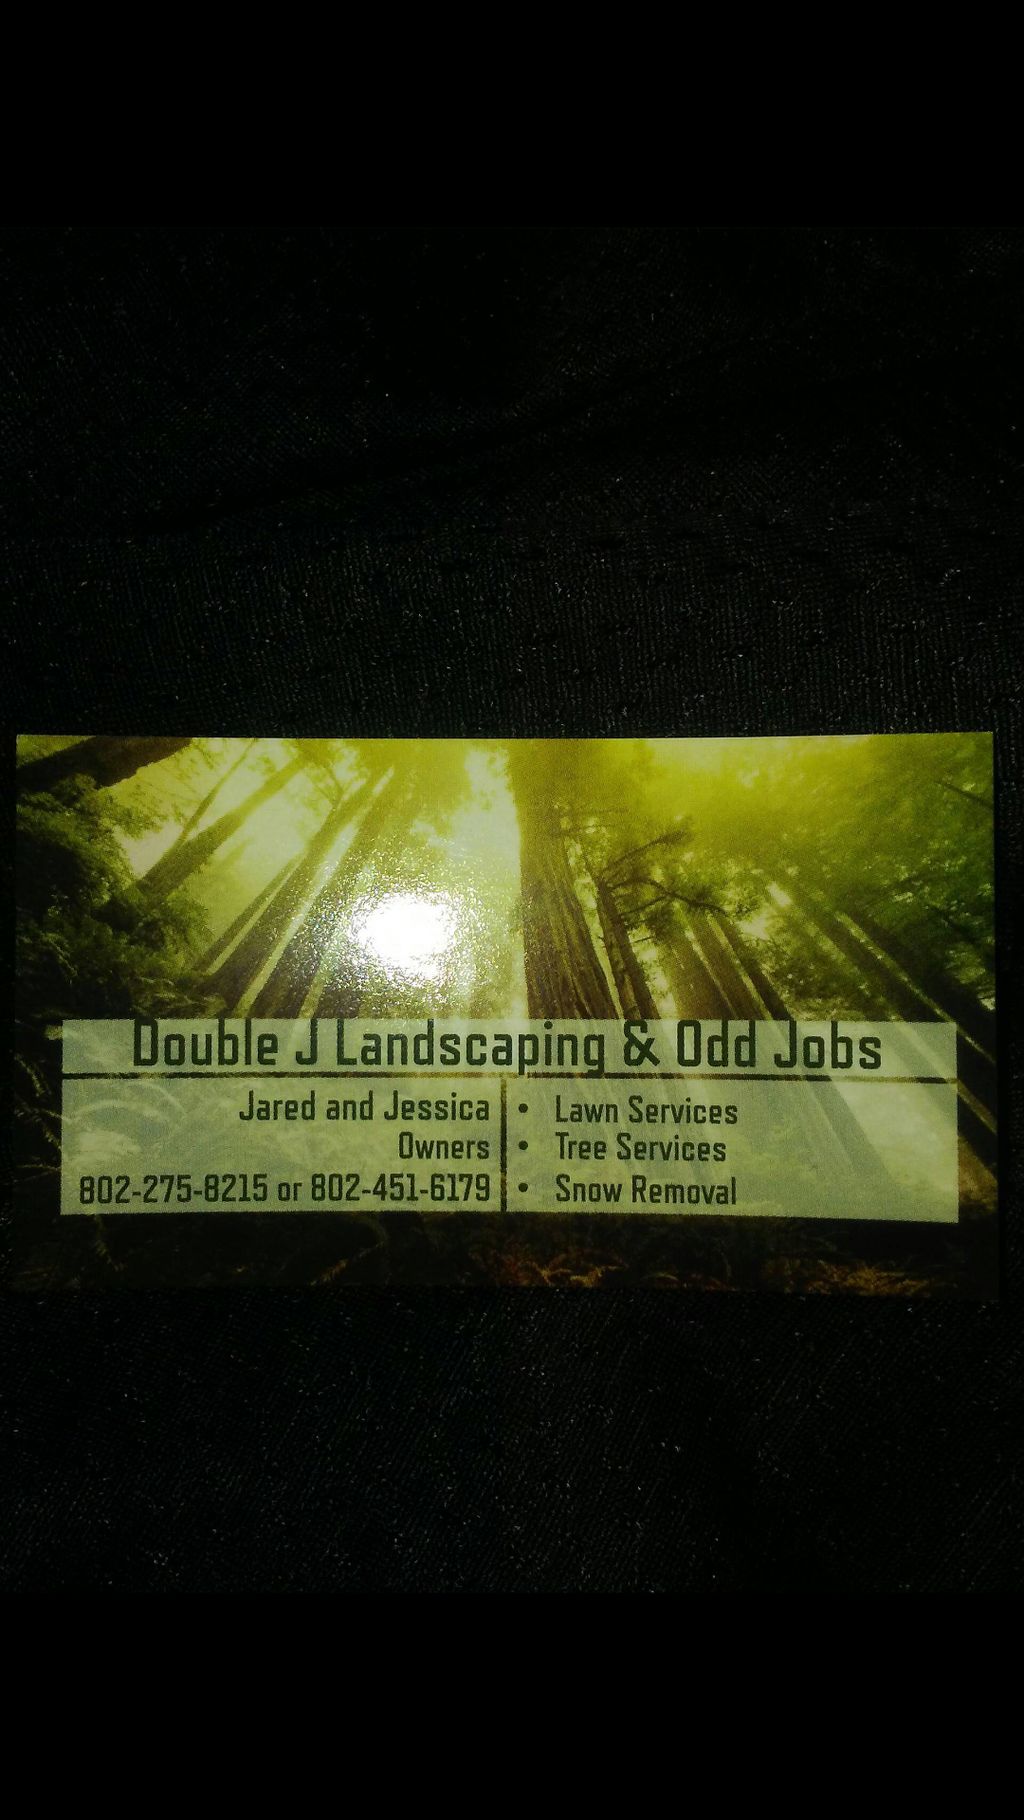 Double J Landscaping & Odd Jobs
Jared and Jessica
Owners
802-275-8215 or 802-451-6179
• Lawn Services
• Tree Services
• Snow Removal